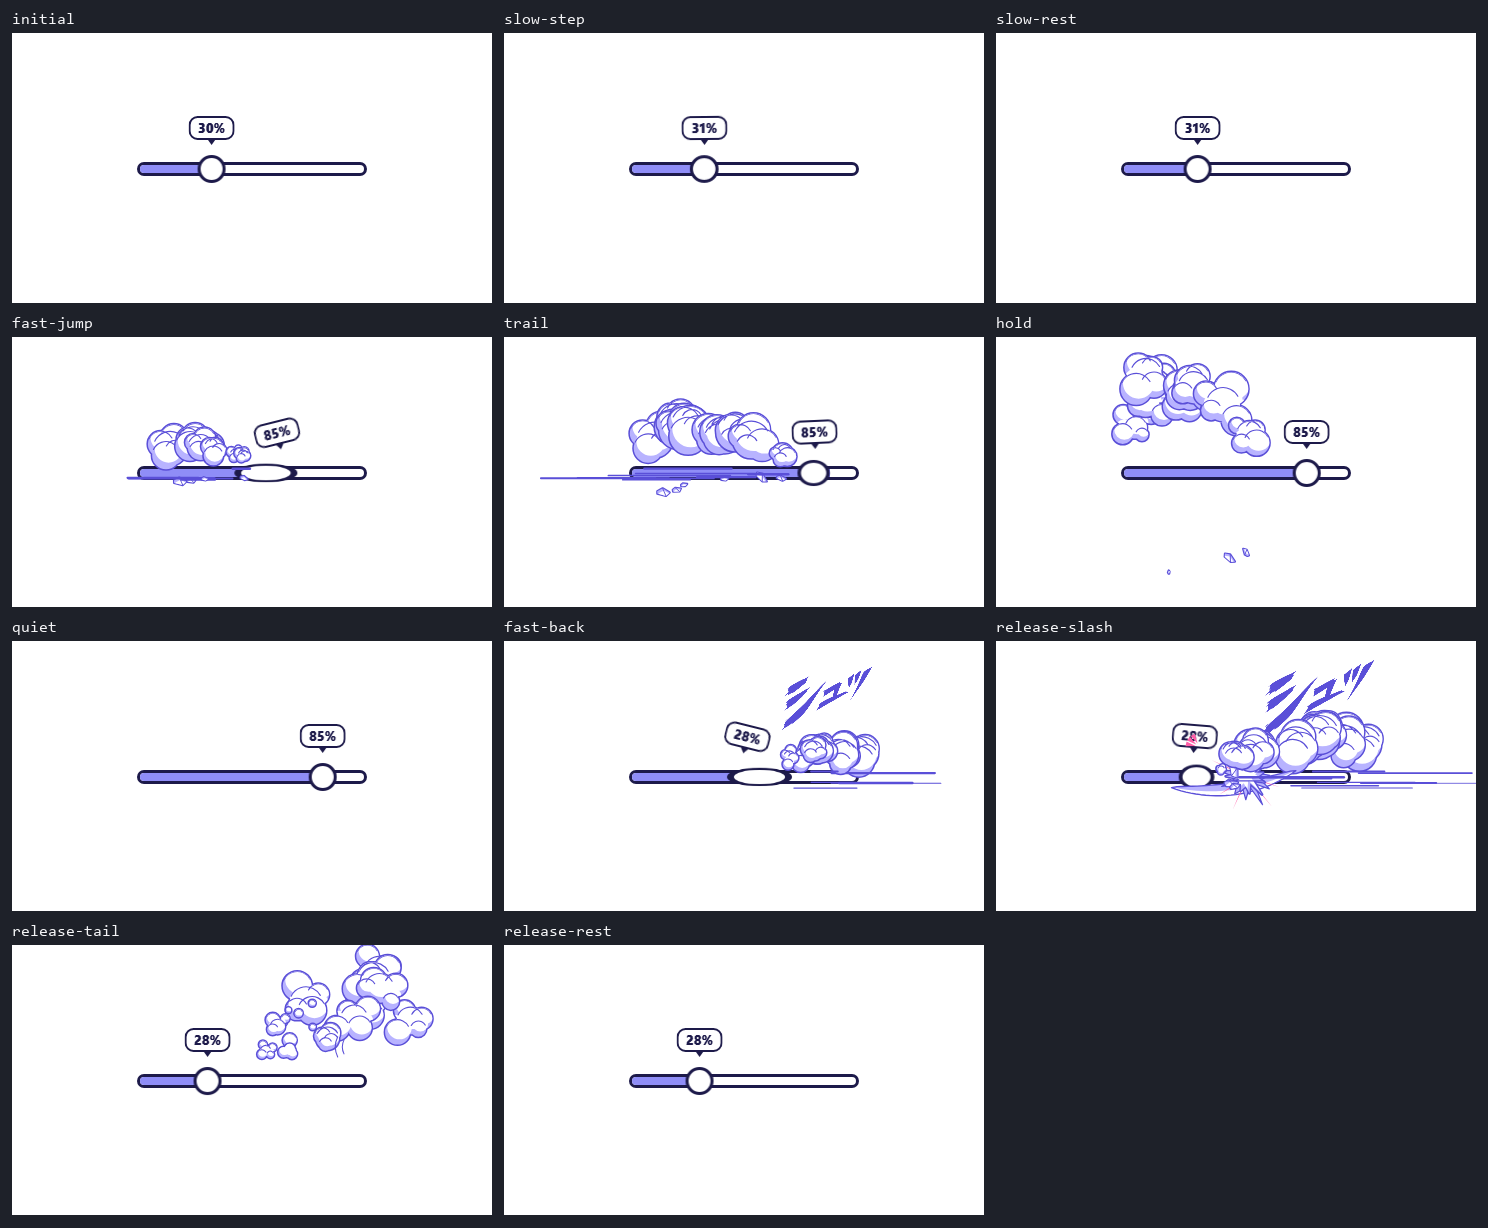 initial
slow-step
slow-rest
30%
31%
31%
fast-jump
trail
hold
85%
85%
85%
quiet
fast-back
release-slash
85%
28%
シュッ
28%
シュッ
release-tail
release-rest
28%
28%